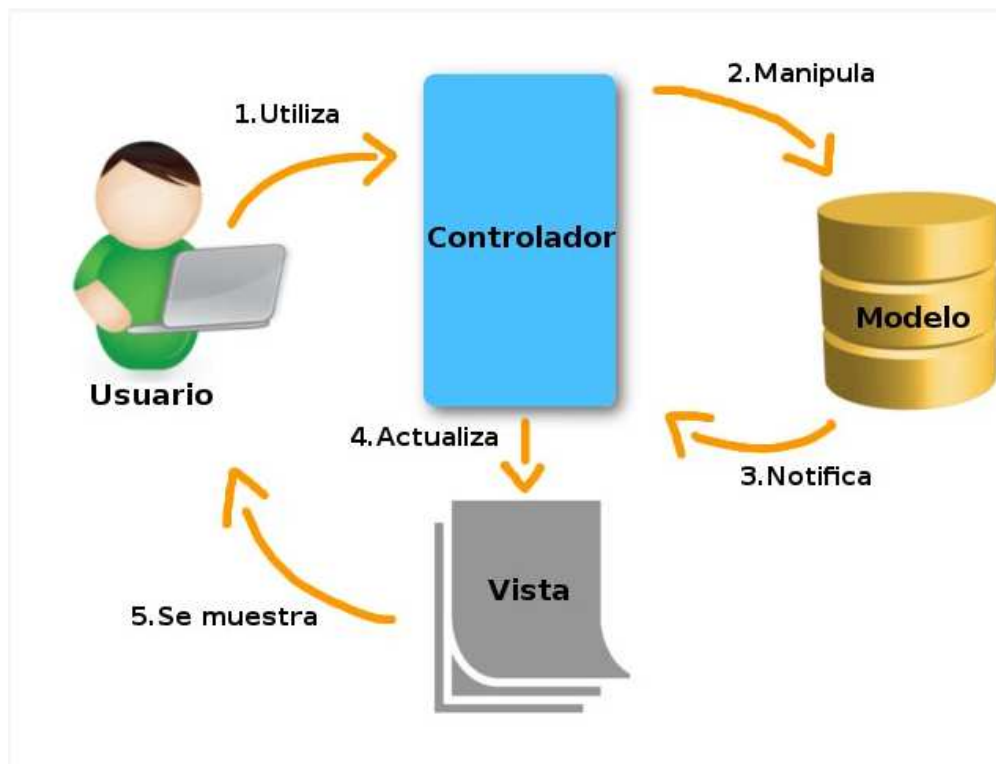 1.Utiliza
2.Manipula
Controlador
Modelo
Usuario
4.Actualiza
3.Notifica
Vista
5.Se muestra